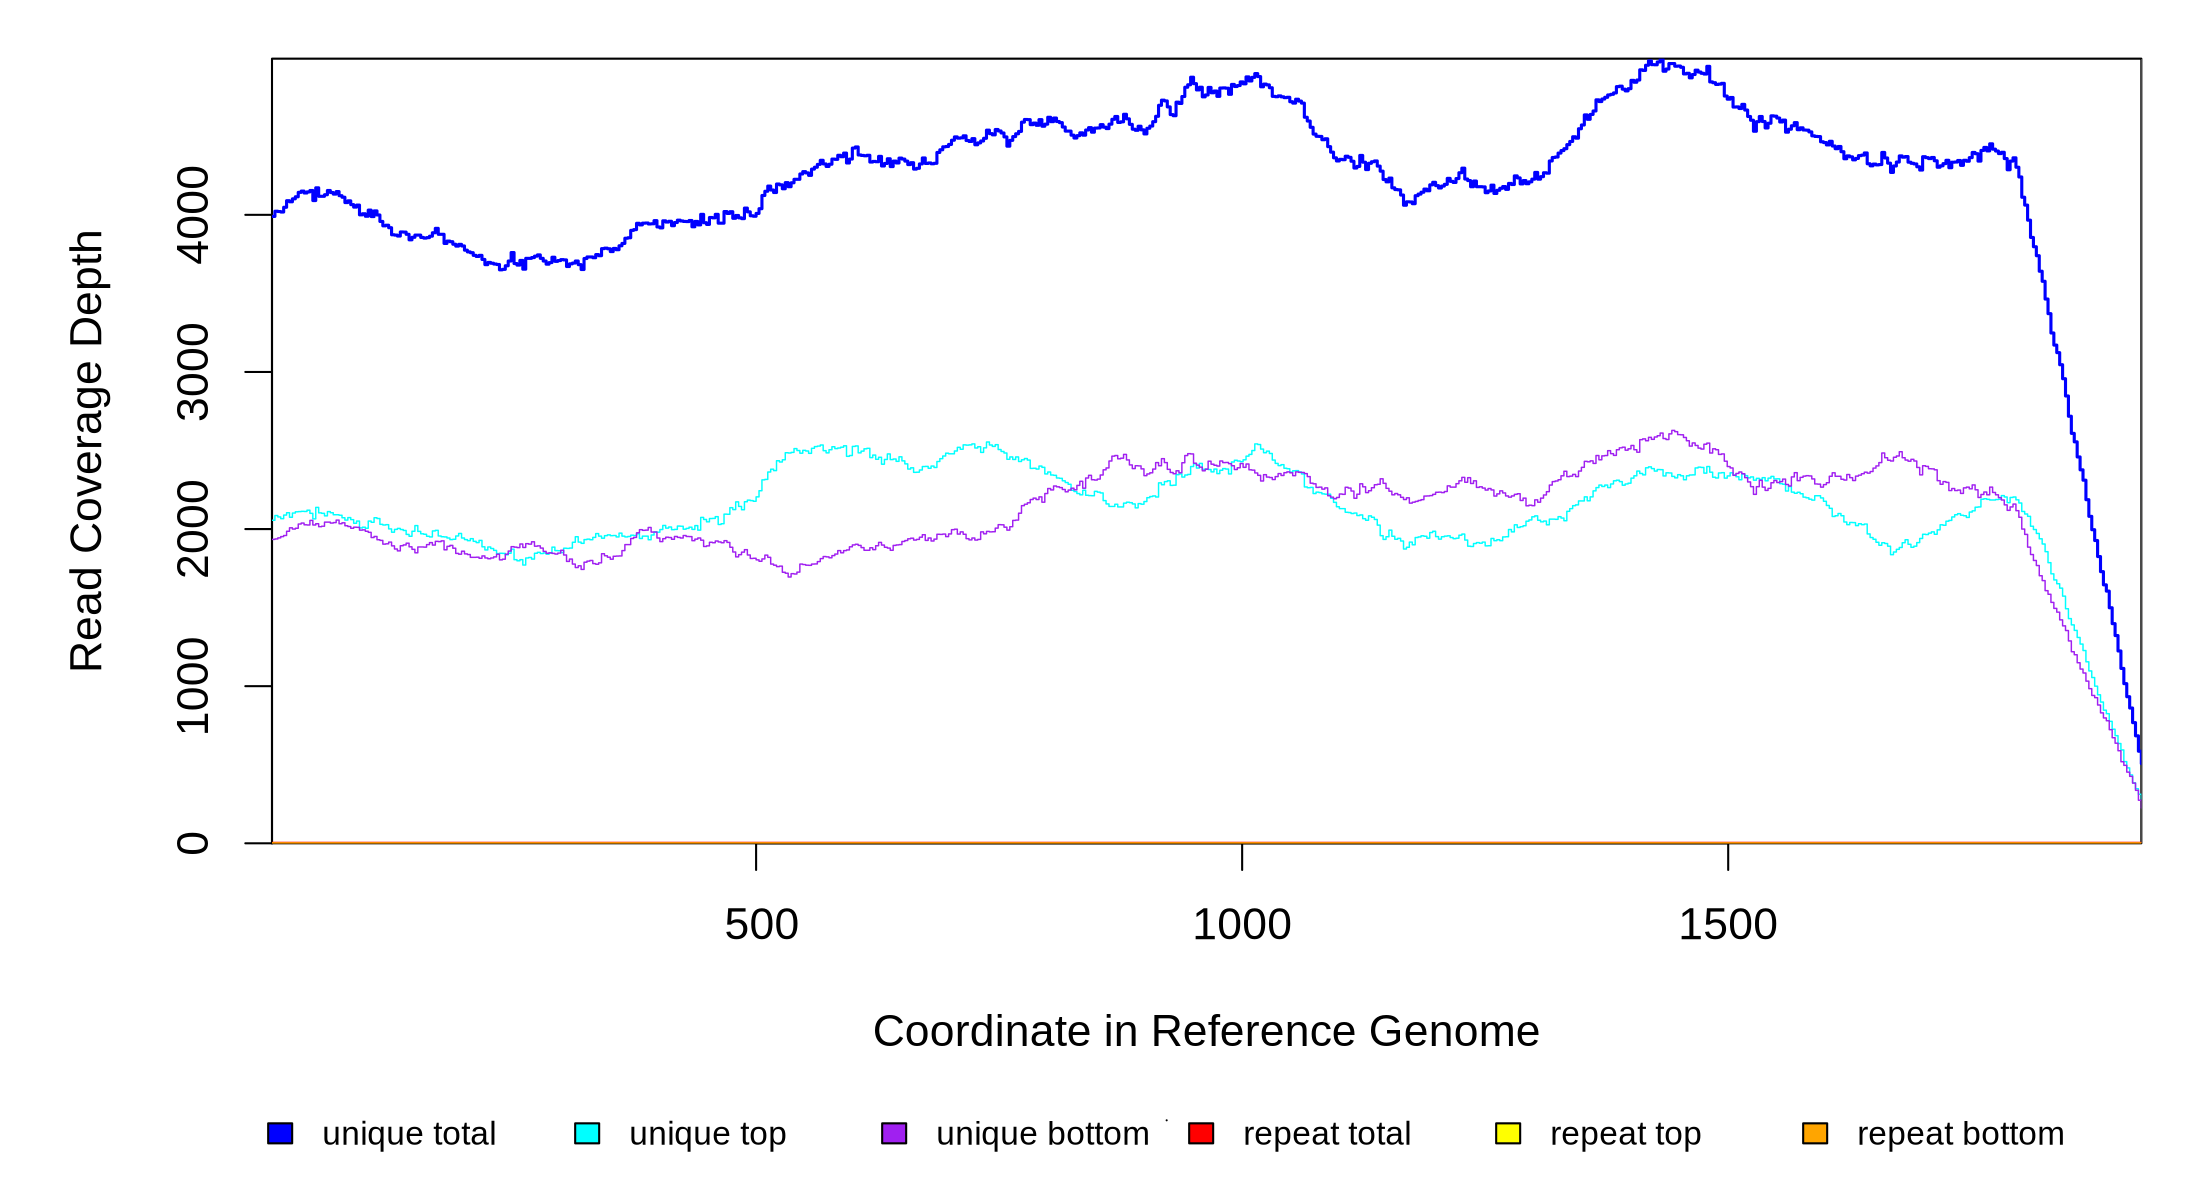 Read Coverage Depth
4000
3000
2000
1000
0
500 1000 1500
Coordinate in Reference Genome
unique total unique top unique bottom repeat total repeat top repeat bottom